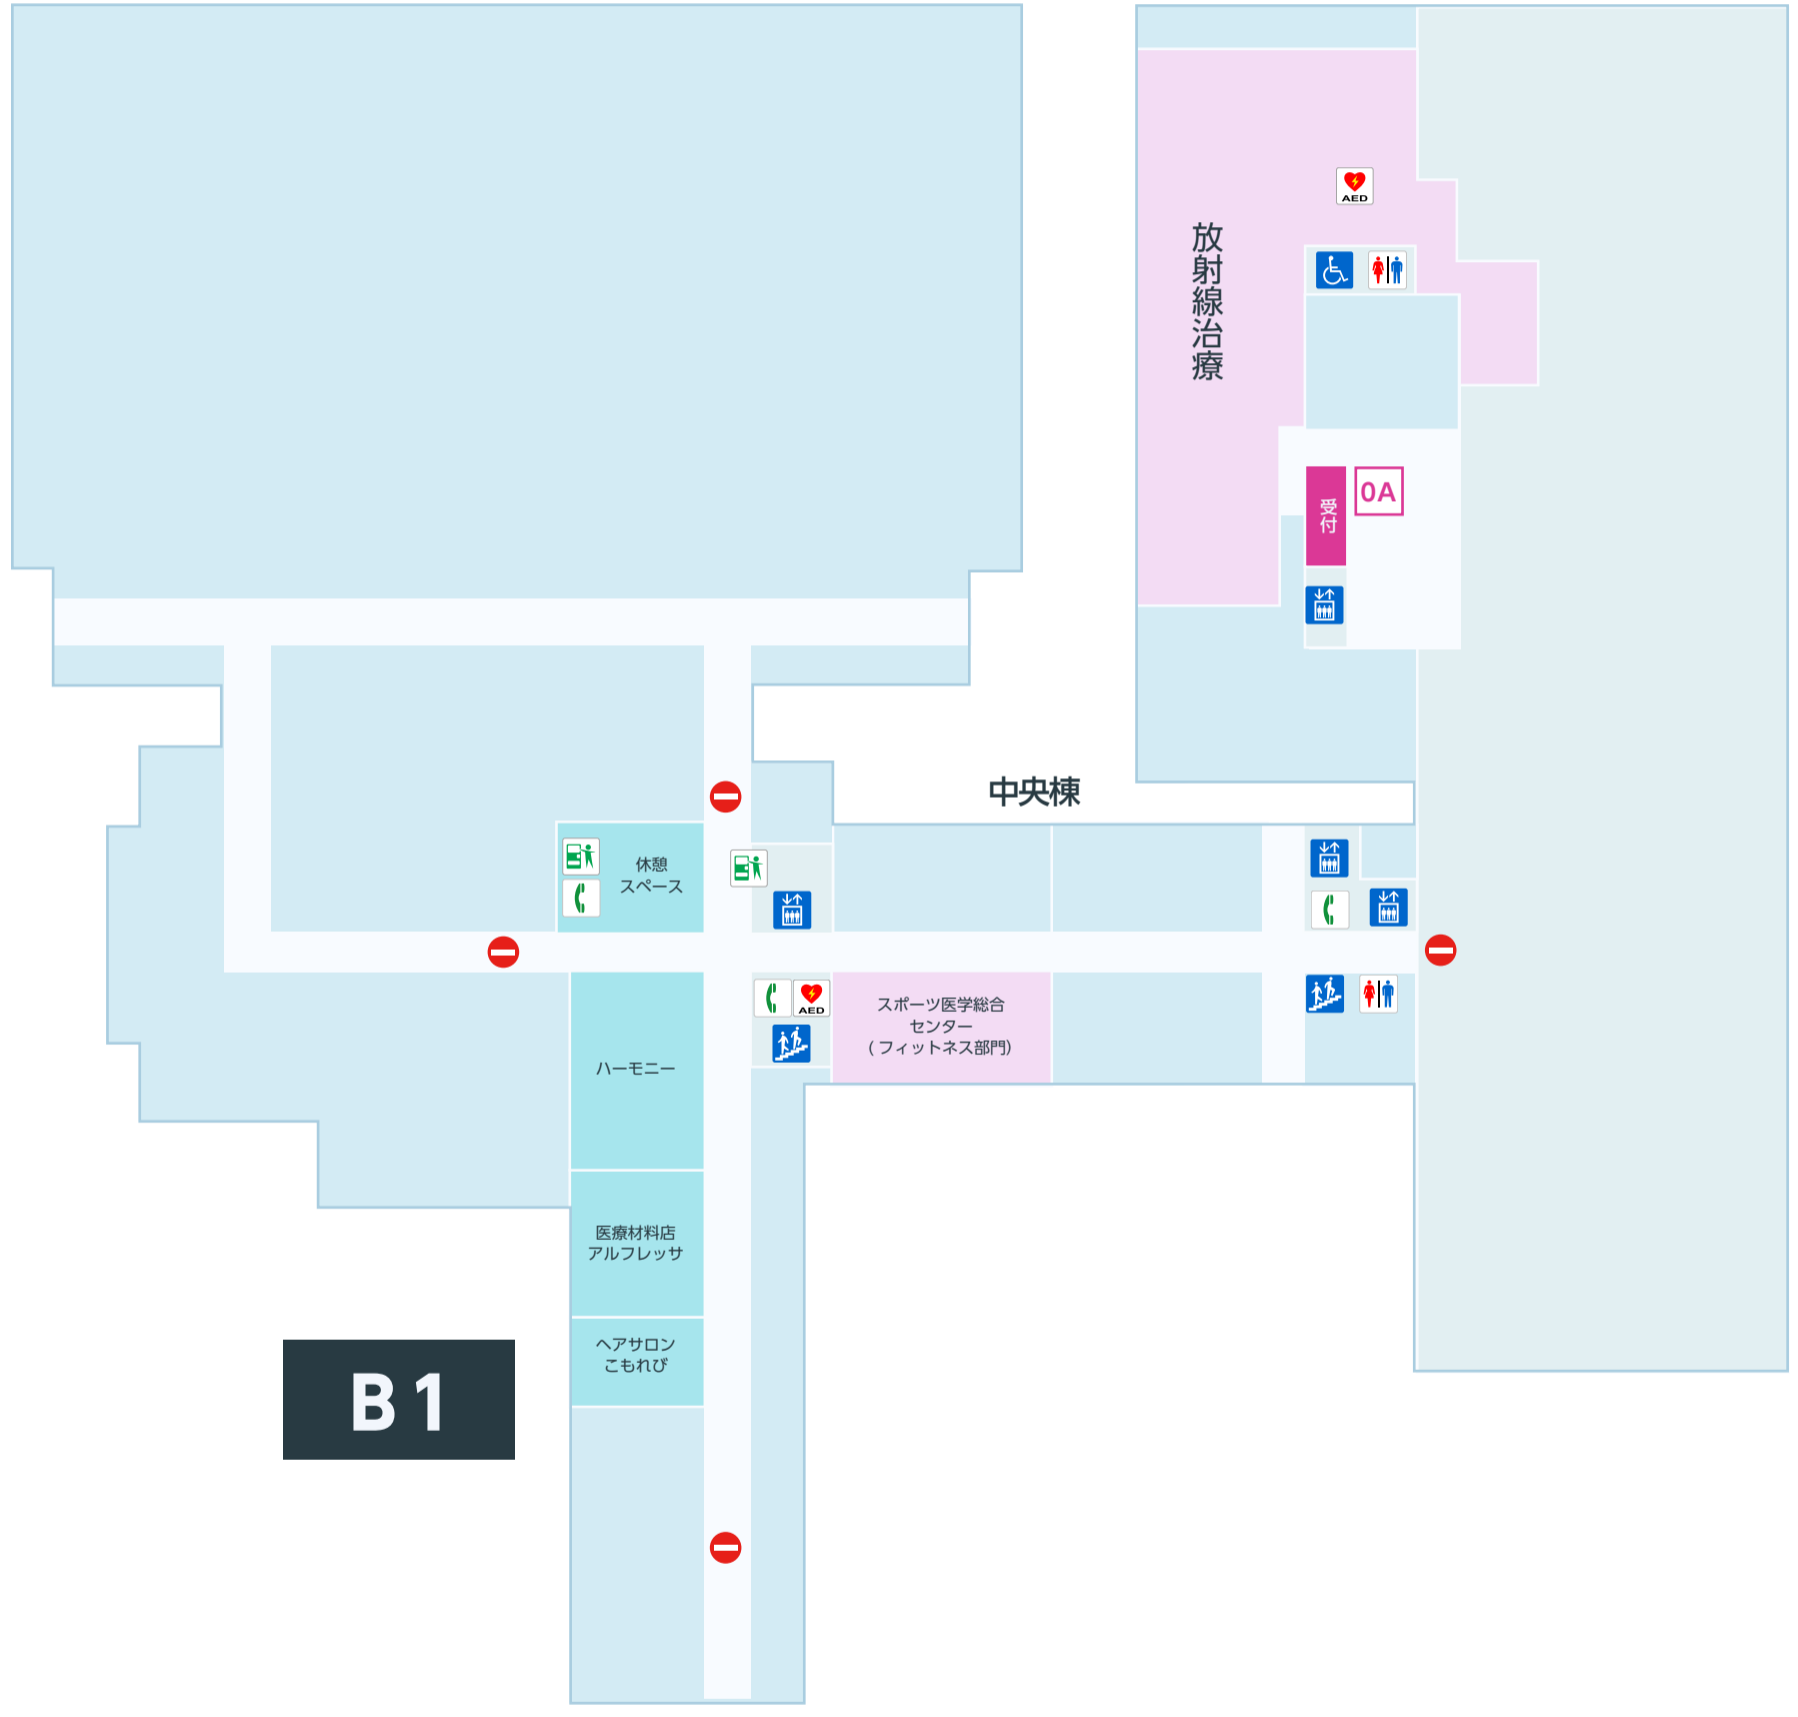 AED
放射線治療
0A
受付
中央棟
休憩
スペース
AED
スポーツ医学総合
センター
( フィットネス部門)
ハーモニー
医療材料店
アルフレッサ
ヘアサロン
こもれび
B1